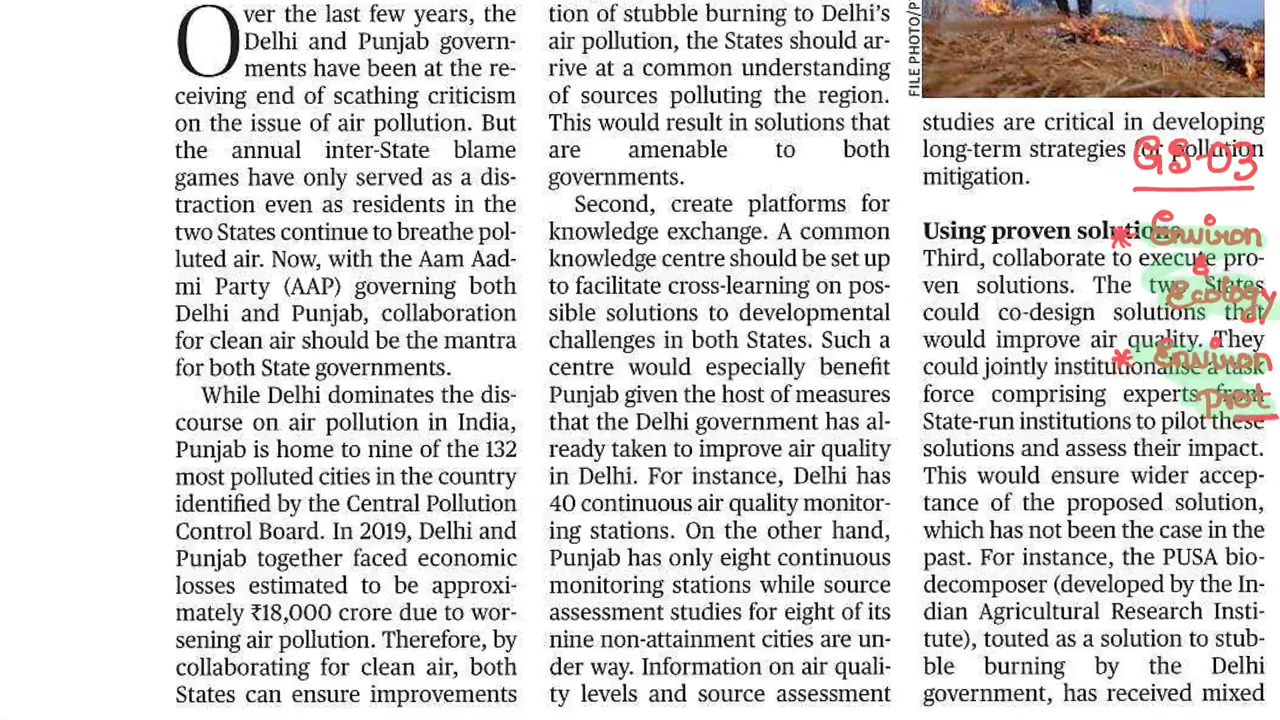 Over the last few years, the
Delhi and Punjab govern-
ments have been at the re-
ceiving end of scathing criticism
on the issue of air pollution. But
the annual inter-State blame
games have only served as a dis-
traction even as residents in the
two States continue to breathe pol-
luted air. Now, with the Aam Aad-
mi Party (AAP) governing both
Delhi and Punjab, collaboration
for clean air should be the mantra
for both State governments.
While Delhi dominates the dis-
course on air pollution in India,
Punjab is home to nine of the 132
most polluted cities in the country
identified by the Central Pollution
Control Board. In 2019, Delhi and
Punjab together faced economic
losses estimated to be approxi-
mately ₹18,000 crore due to wor-
sening air pollution. Therefore, by
collaborating for clean air, both
States can ensure improvements
tion of stubble burning to Delhi's
air pollution, the States should ar-
rive at a common understanding
of sources polluting the region.
This would result in solutions that
are amenable to both
governments.
Second, create platforms for
knowledge exchange. A common
knowledge centre should be set up
to facilitate cross-learning on pos-
sible solutions to developmental
challenges in both States. Such a
centre would especially benefit
Punjab given the host of measures
that the Delhi government has al-
ready taken to improve air quality
in Delhi. For instance, Delhi has
40 continuous air quality monitor-
ing stations. On the other hand,
Punjab has only eight continuous
monitoring stations while source
assessment studies for eight of its
nine non-attainment cities are un-
der way. Information on air quali-
ty levels and source assessment
FILE PHOTO/P
studies are critical in developing
long-term strategies for pollution
mitigation.
Using proven solutions
Third, collaborate to execute pro-
ven solutions. The two States
could co-design solutions that
would improve air quality. They
could jointly institutionalise a task
force comprising experts from
State-run institutions to pilot these
solutions and assess their impact.
This would ensure wider accep-
tance of the proposed solution,
which has not been the case in the
past. For instance, the PUSA bio-
decomposer (developed by the In-
dian Agricultural Research Insti-
tute), touted as a solution to stub-
ble burning by the Delhi
government, has received mixed
GS-03
* Environ
&
Ecology
* Environ
Prot